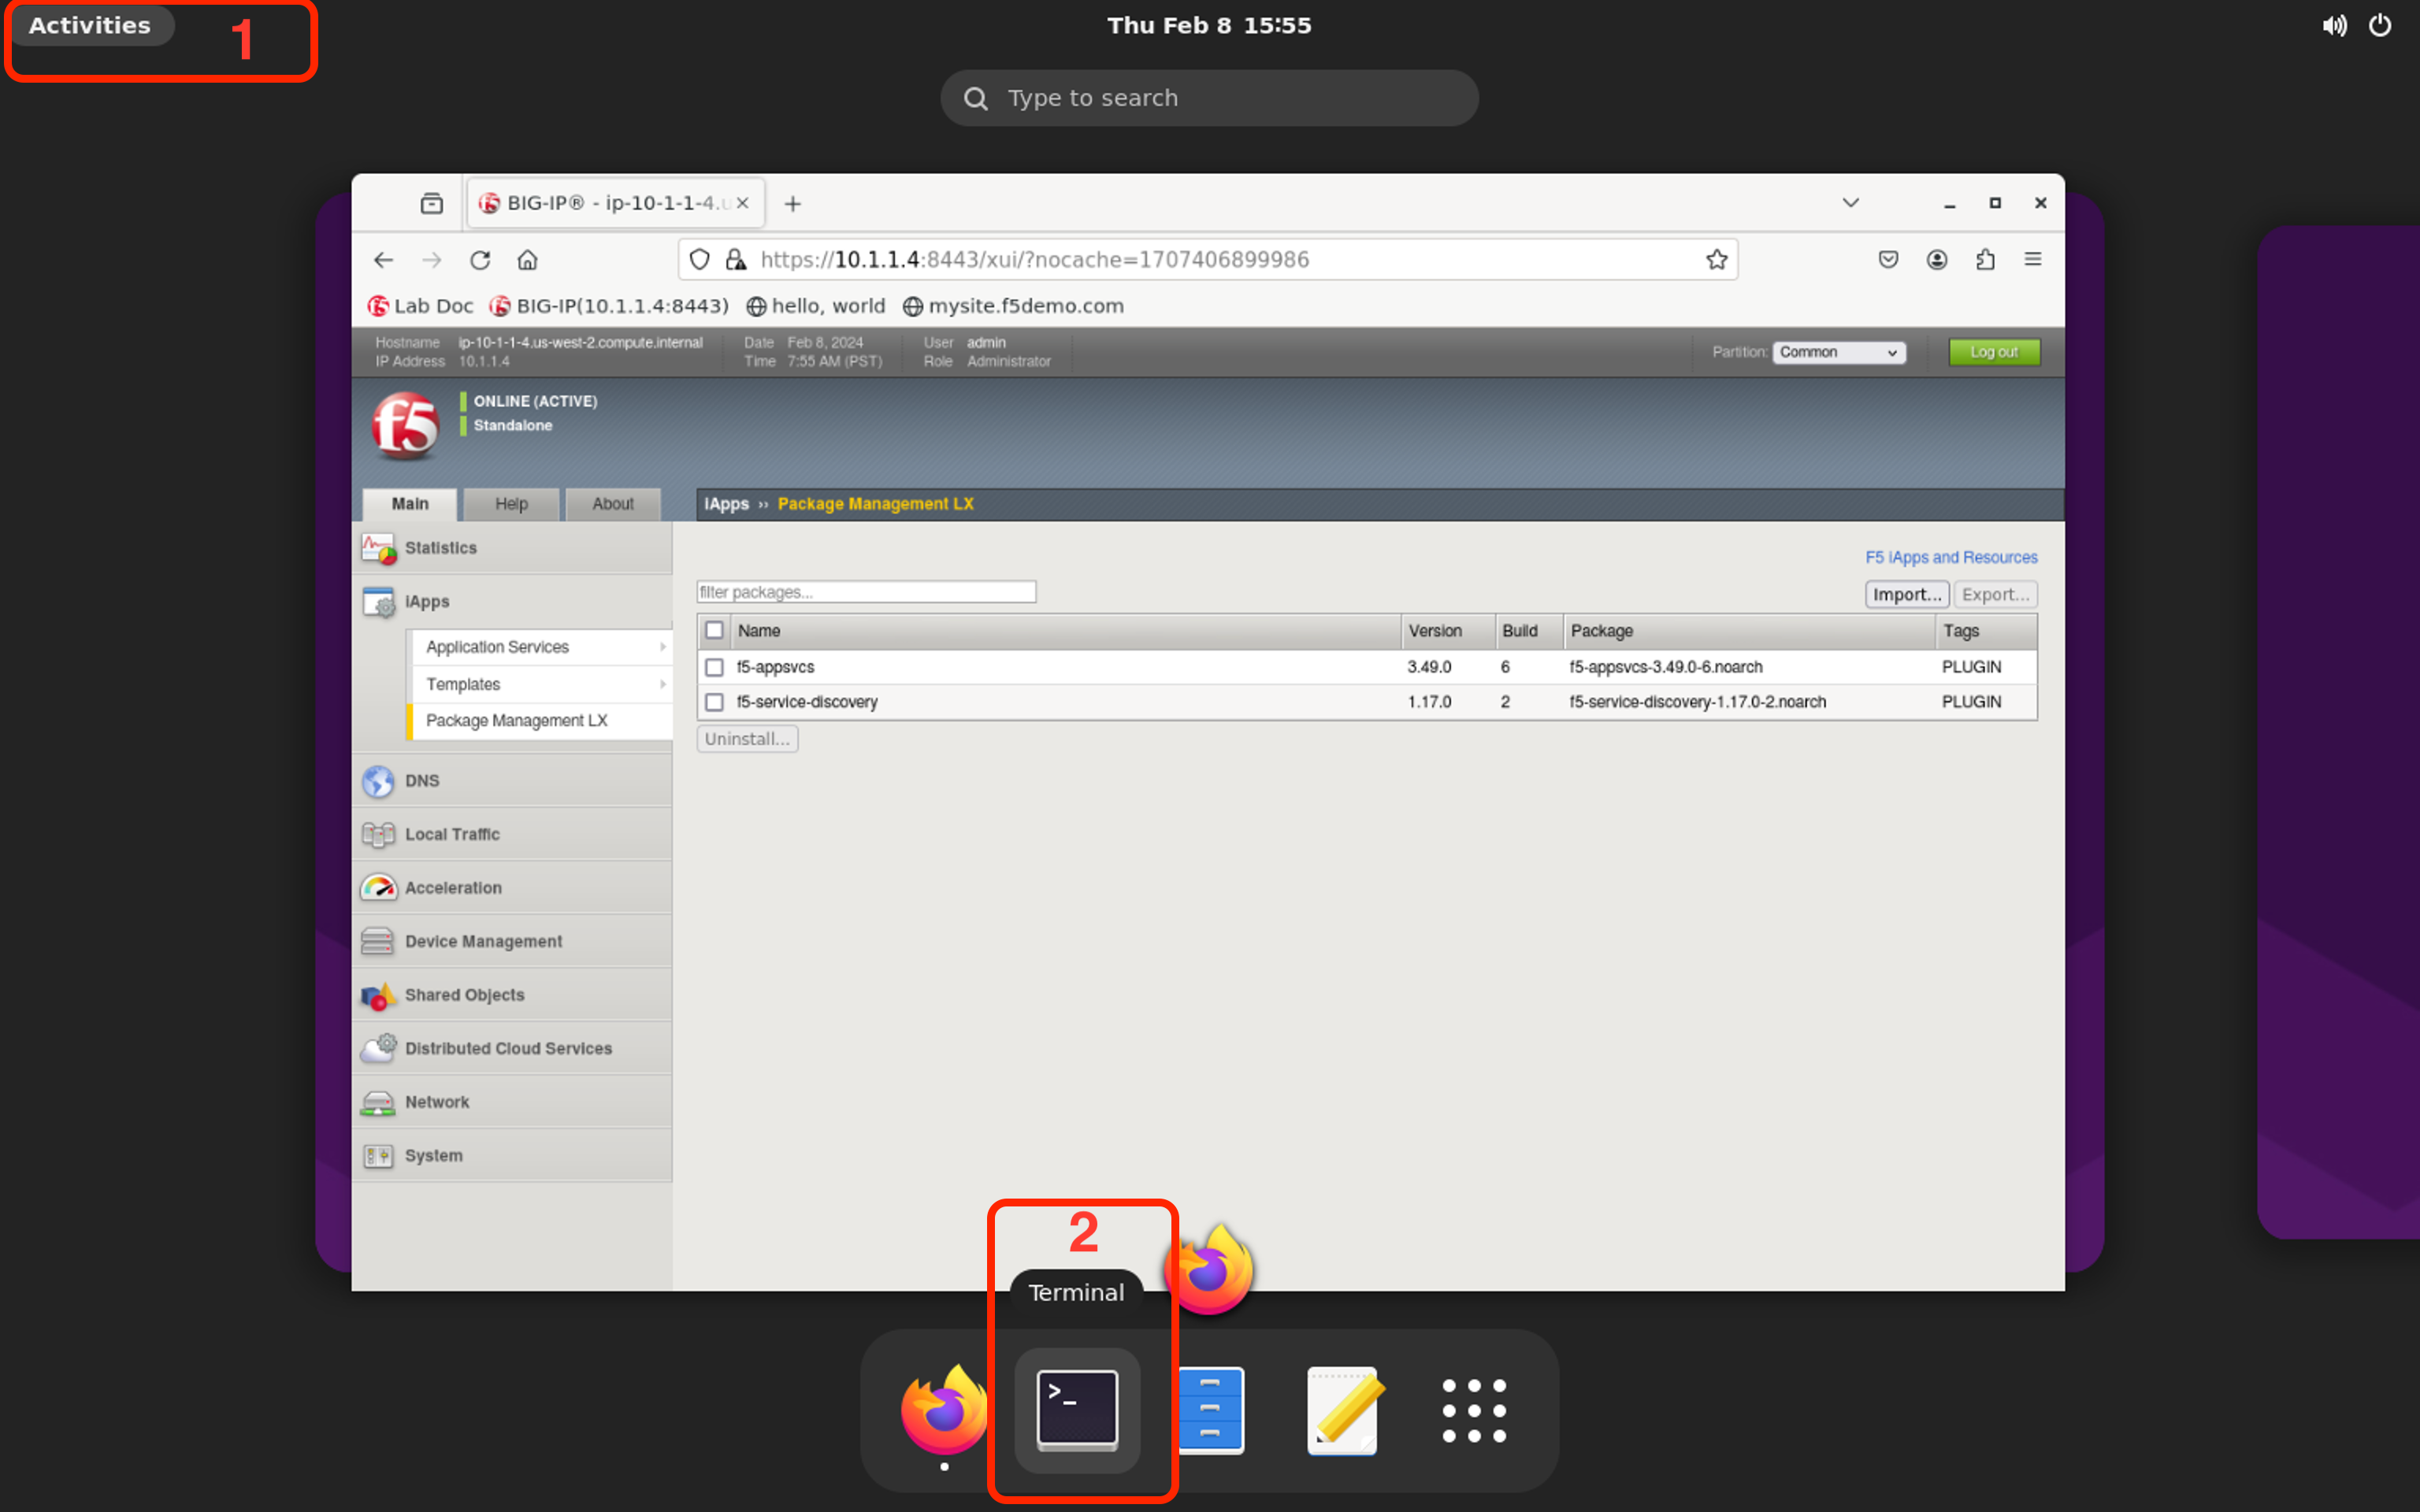 Activities
1
Thu Feb 8 15:55
Type to search
BIG-IP® - ip-10-1-1-4.u
https://10.1.1.4:8443/xui/?nocache=1707406899986
Lab Doc BIG-IP(10.1.1.4:8443) hello, world mysite.f5demo.com
Hostname ip-10-1-1-4.us-west-2.compute.internal Date Feb 8, 2024 User admin
IP Address 10.1.1.4 Time 7:55 AM (PST) Role Administrator
Partition: Common Log out
f5
ONLINE (ACTIVE)
Standalone
Main Help About
iApps ›› Package Management LX
Statistics
iApps
Application Services
Templates
Package Management LX
DNS
Local Traffic
Acceleration
Device Management
Shared Objects
Distributed Cloud Services
Network
System
F5 iApps and Resources
filter packages...
Import... Export...
Name Version Build Package Tags
f5-appsvcs 3.49.0 6 f5-appsvcs-3.49.0-6.noarch PLUGIN
f5-service-discovery 1.17.0 2 f5-service-discovery-1.17.0-2.noarch PLUGIN
Uninstall...
2
Terminal
>_